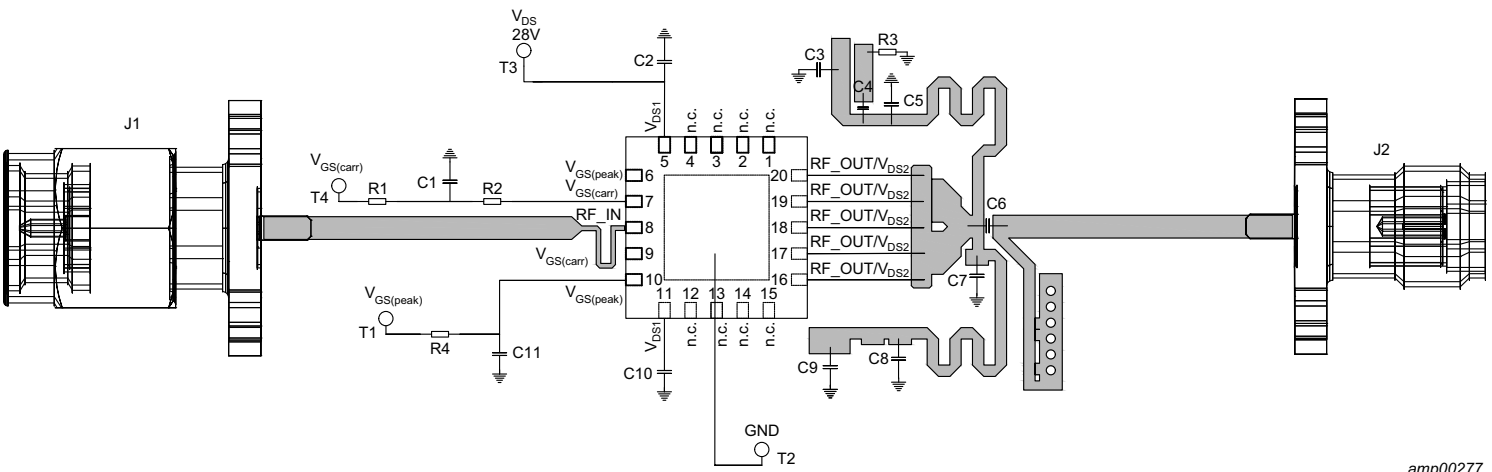 V_DS
28V
T3
C2
C3
R3
C4
C5
J1
V_DS1
n.c.
n.c.
n.c.
n.c.
5
4
3
2
1
J2
V_GS(carr)
T4
R1
C1
R2
V_GS(peak)
6
V_GS(carr)
7
RF_IN
8
V_GS(carr)
9
V_GS(peak)
10
20
RF_OUT/V_DS2
19
RF_OUT/V_DS2
18
RF_OUT/V_DS2
17
RF_OUT/V_DS2
16
RF_OUT/V_DS2
C6
C7
V_GS(peak)
T1
R4
C11
11
12
13
14
15
V_DS1
n.c.
n.c.
n.c.
n.c.
C10
C9
C8
GND
T2
amp00277